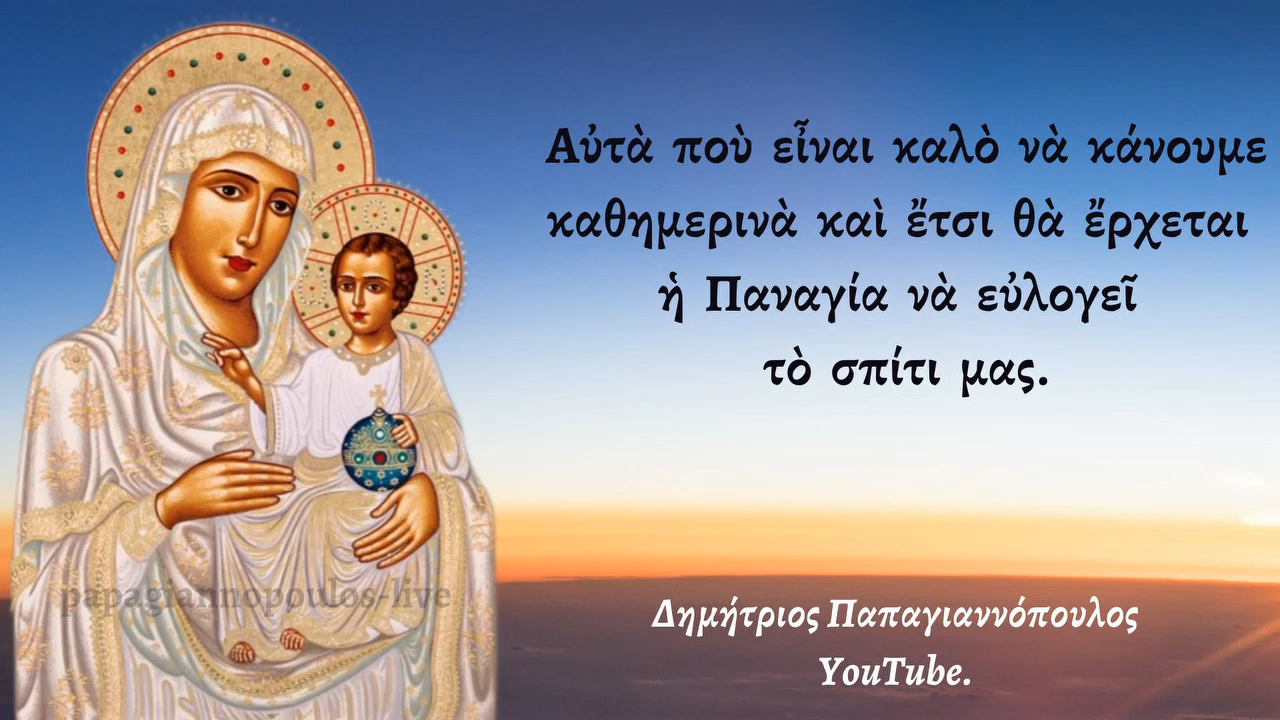 Αὐτὰ ποὺ εἶναι καλὸ νὰ κάνουμε
καθημερινὰ καὶ ἔτσι θὰ ἔρχεται
ἡ Παναγία νὰ εὐλογεῖ
τὸ σπίτι μας.
papagiannopoulos-live
Δημήτριος Παπαγιαννόπουλος
YouTube.